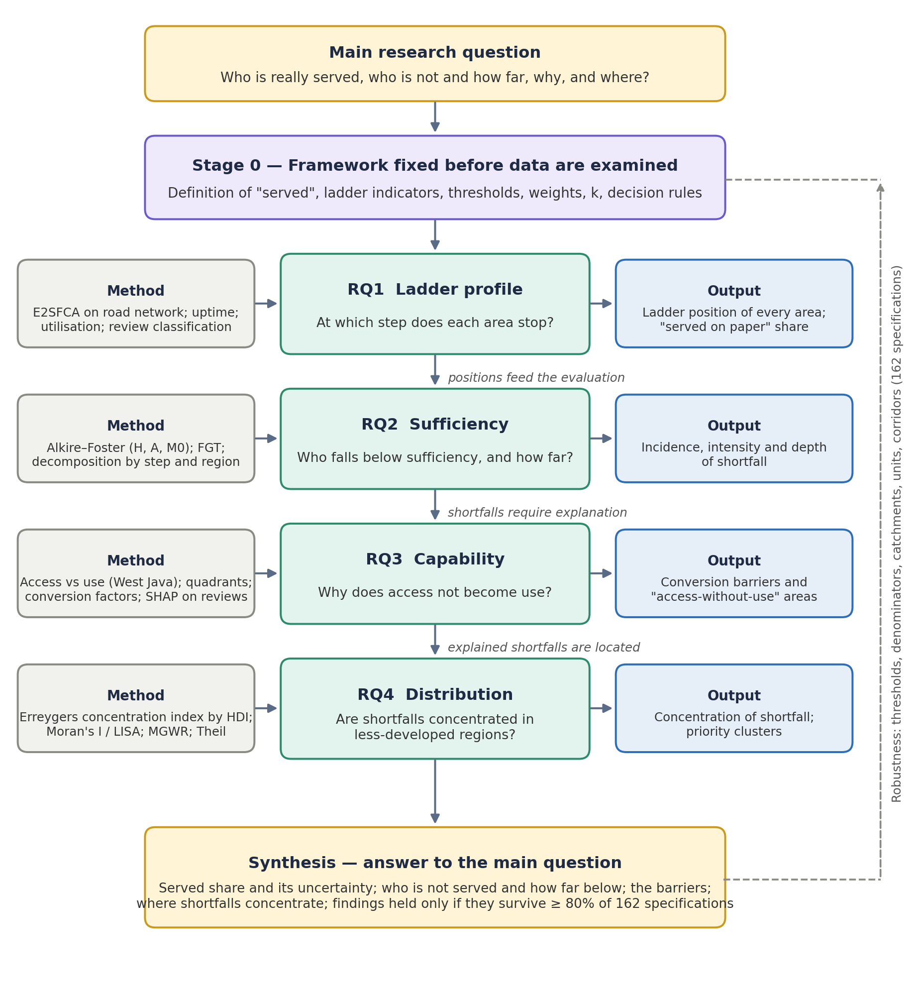 Main research question
Who is really served, who is not and how far, why, and where?
Stage 0 — Framework fixed before data are examined
Definition of "served", ladder indicators, thresholds, weights, k, decision rules
Method
E2SFCA on road network; uptime;
utilisation; review classification
RQ1  Ladder profile
At which step does each area stop?
Output
Ladder position of every area;
"served on paper" share
positions feed the evaluation
Method
Alkire–Foster (H, A, M0); FGT;
decomposition by step and region
RQ2  Sufficiency
Who falls below sufficiency, and how far?
Output
Incidence, intensity and depth
of shortfall
shortfalls require explanation
Method
Access vs use (West Java); quadrants;
conversion factors; SHAP on reviews
RQ3  Capability
Why does access not become use?
Output
Conversion barriers and
"access-without-use" areas
explained shortfalls are located
Method
Erreygers concentration index by HDI;
Moran's I / LISA; MGWR; Theil
RQ4  Distribution
Are shortfalls concentrated in
less-developed regions?
Output
Concentration of shortfall;
priority clusters
Synthesis — answer to the main question
Served share and its uncertainty; who is not served and how far below; the barriers;
where shortfalls concentrate; findings held only if they survive ≥ 80% of 162 specifications
Robustness: thresholds, denominators, catchments, units, corridors (162 specifications)